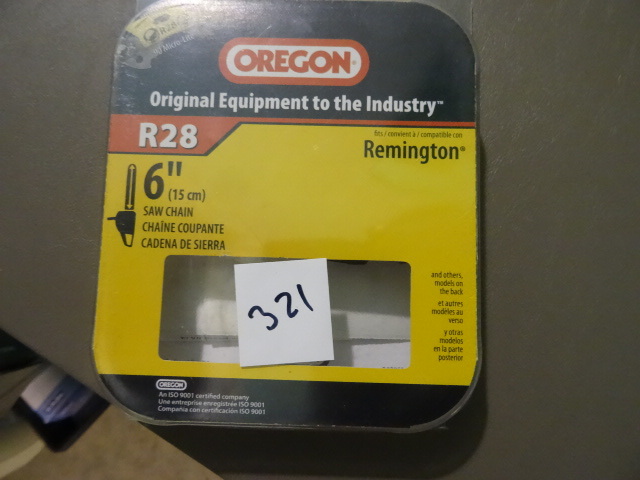 OREGON®
Original Equipment to the Industry™
R28
fits / convient à / compatible con
Remington®
6"
(15 cm)
SAW CHAIN
CHAÎNE COUPANTE
CADENA DE SIERRA
321
and others,
models on
the back
et autres
modèles au
verso
y otras
modelos
en la parte
posterior
OREGON
An ISO 9001 certified company
Une entreprise enregistrée ISO 9001
Compañia con certificación ISO 9001